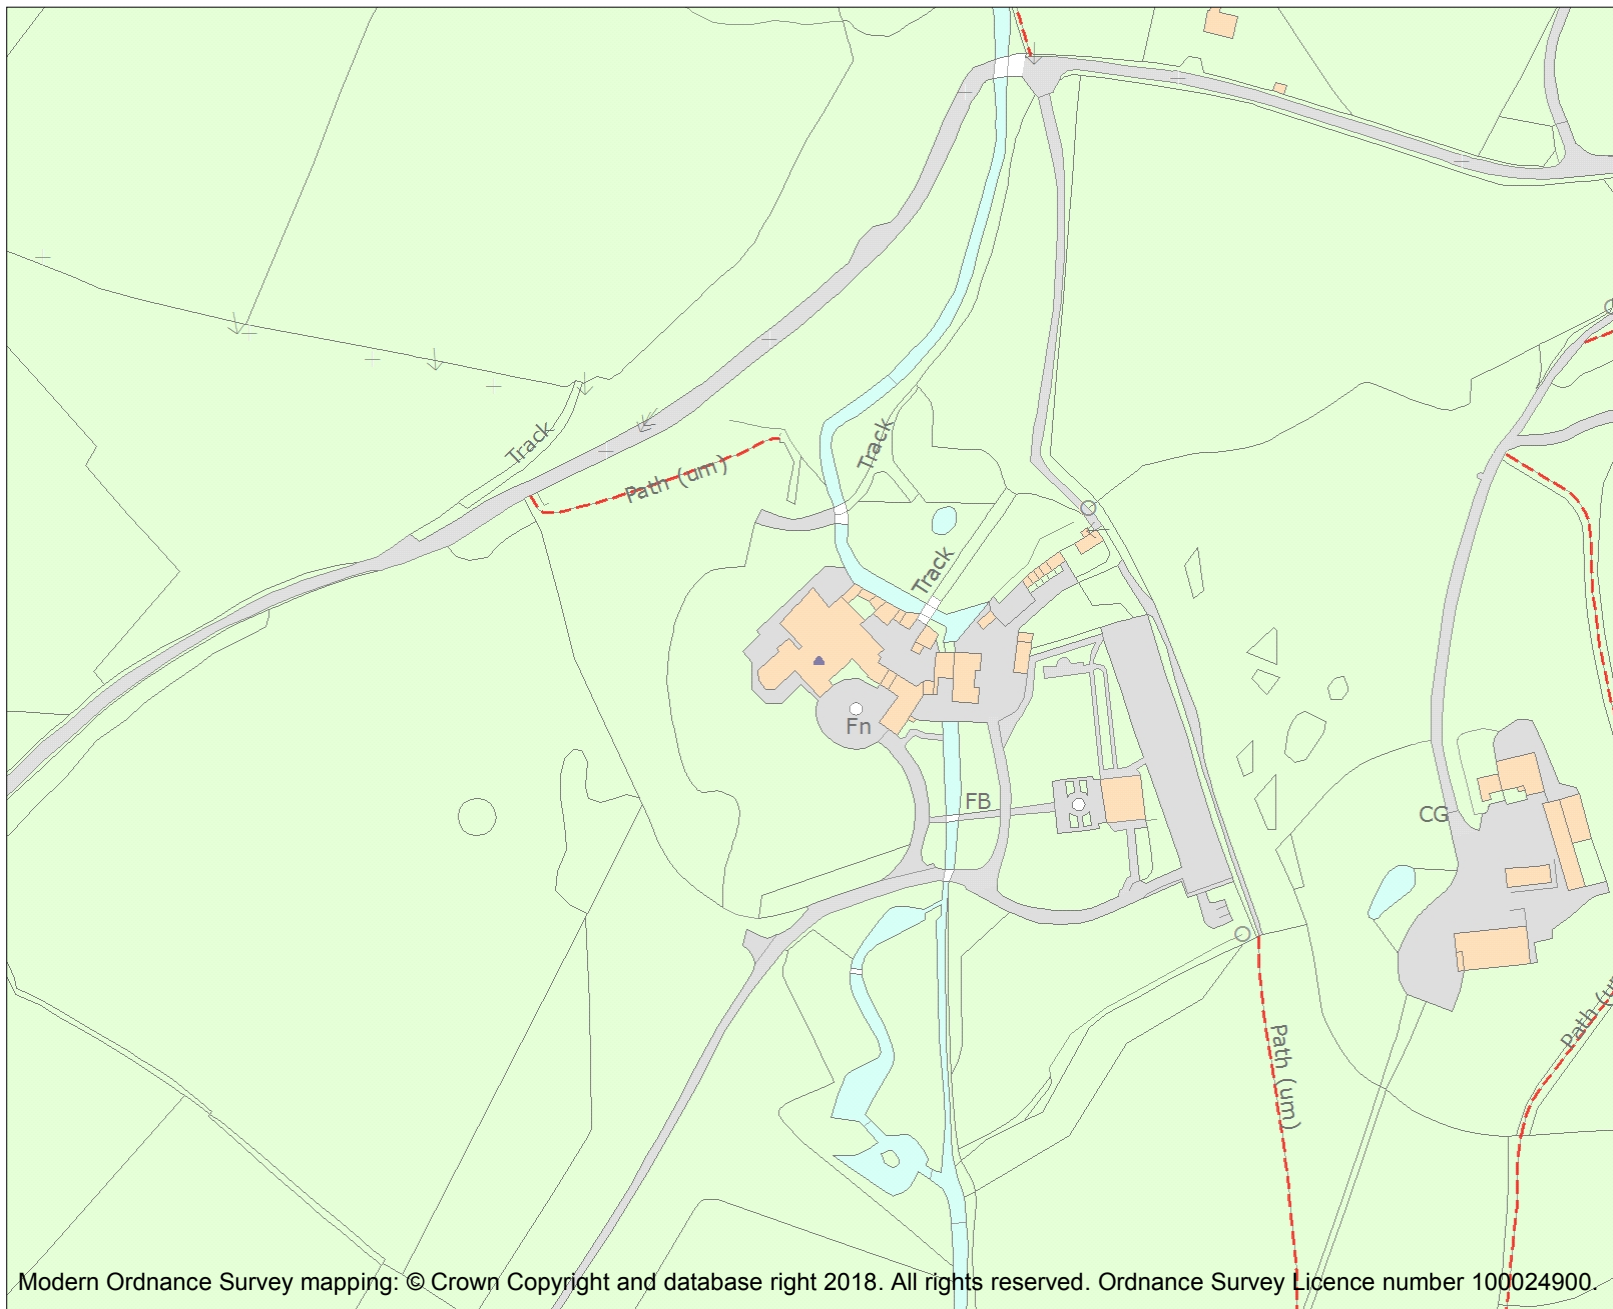 Track
Path (um)
Track
Track
Fn
FB
CG
Path (um)
Path (u
Modern Ordnance Survey mapping: © Crown Copyright and database right 2018. All rights reserved. Ordnance Survey Licence number 100024900.